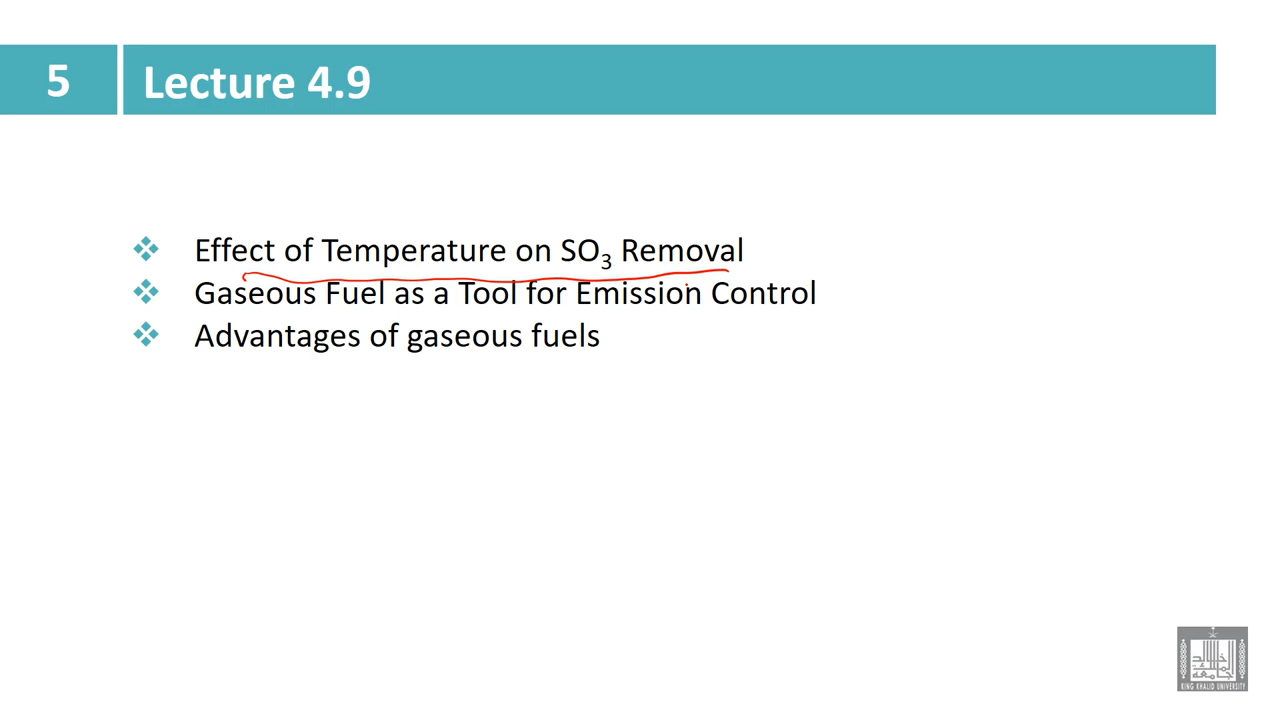 5
Lecture 4.9
Effect of Temperature on SO₃ Removal
Gaseous Fuel as a Tool for Emission Control
Advantages of gaseous fuels
KING KHALID UNIVERSITY